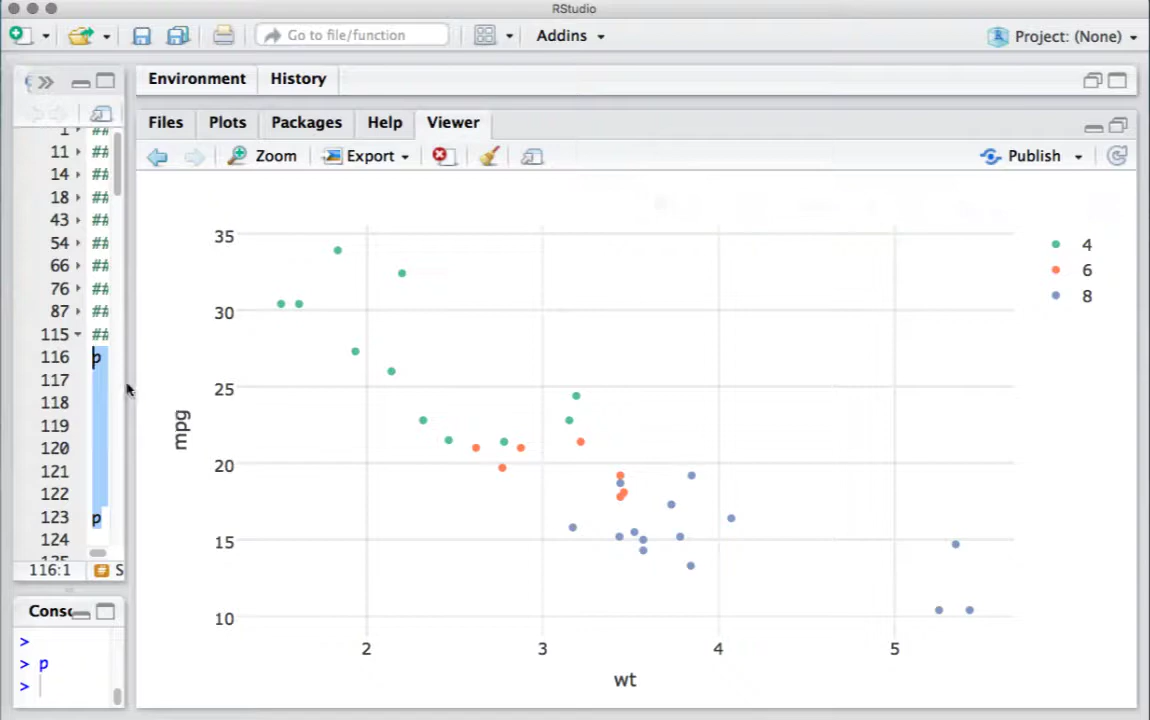 RStudio
Go to file/function
Addins
Project: (None)
Environment History
Files Plots Packages Help Viewer
Zoom Export Publish
1 ##
11 ##
14 ##
18 ##
43 ##
54 ##
66 ##
76 ##
87 ##
115 ##
116 p
117
118
119
120
121
122
123 p
124
116:1 S
Conso
>
> p
>
35
30
25
20
15
10
mpg
2 3 4 5
wt
4
6
8